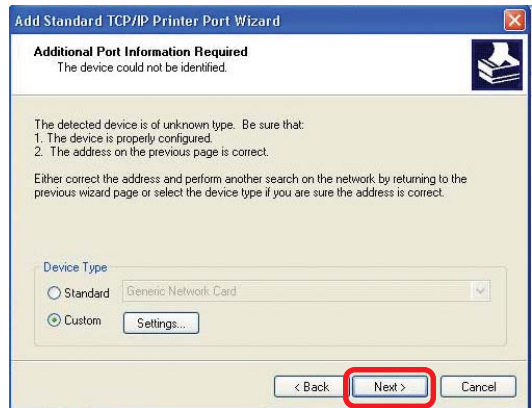 Add Standard TCP/IP Printer Port Wizard
Additional Port Information Required
The device could not be identified.
The detected device is of unknown type. Be sure that:
1. The device is properly configured.
2. The address on the previous page is correct.
Either correct the address and perform another search on the network by returning to the
previous wizard page or select the device type if you are sure the address is correct.
Device Type
Standard
Generic Network Card
Custom
Settings...
< Back
Next >
Cancel